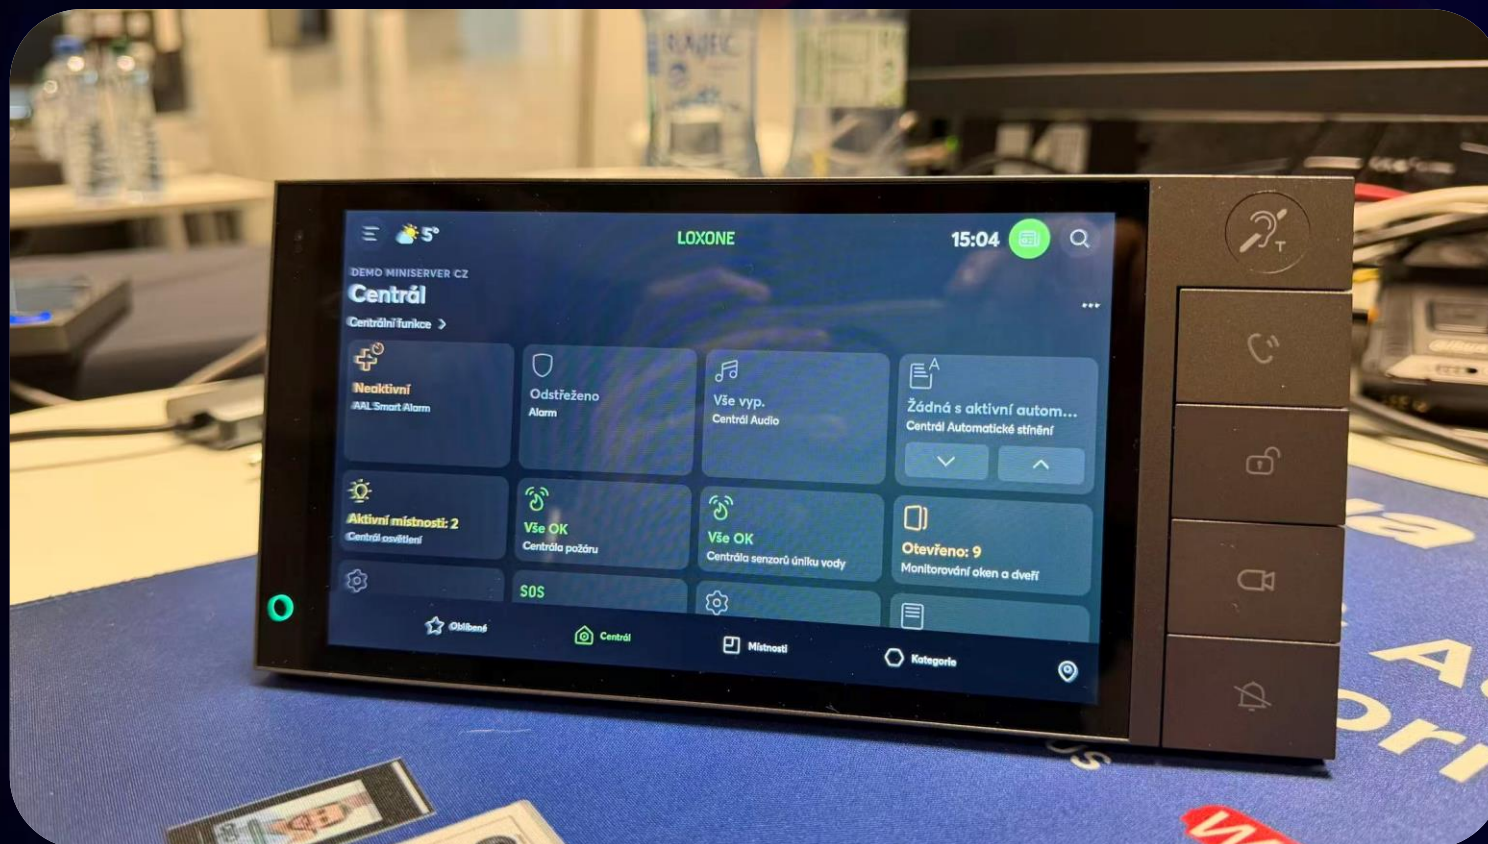 RAJEC
5°
LOXONE
15:04
DEMO MINISERVER CZ
Centrál
Centrální funkce
Neaktivní
AAL Smart Alarm
Odstřeženo
Alarm
Vše vyp.
Centrál Audio
Žádná s aktivní autom...
Centrál Automatické stínění
Aktivní místnosti: 2
Centrál osvětlení
Vše OK
Centrála požáru
Vše OK
Centrála senzorů úniku vody
Otevřeno: 9
Monitorování oken a dveří
SOS
Oblíbené
Centrál
Místnosti
Kategorie
T